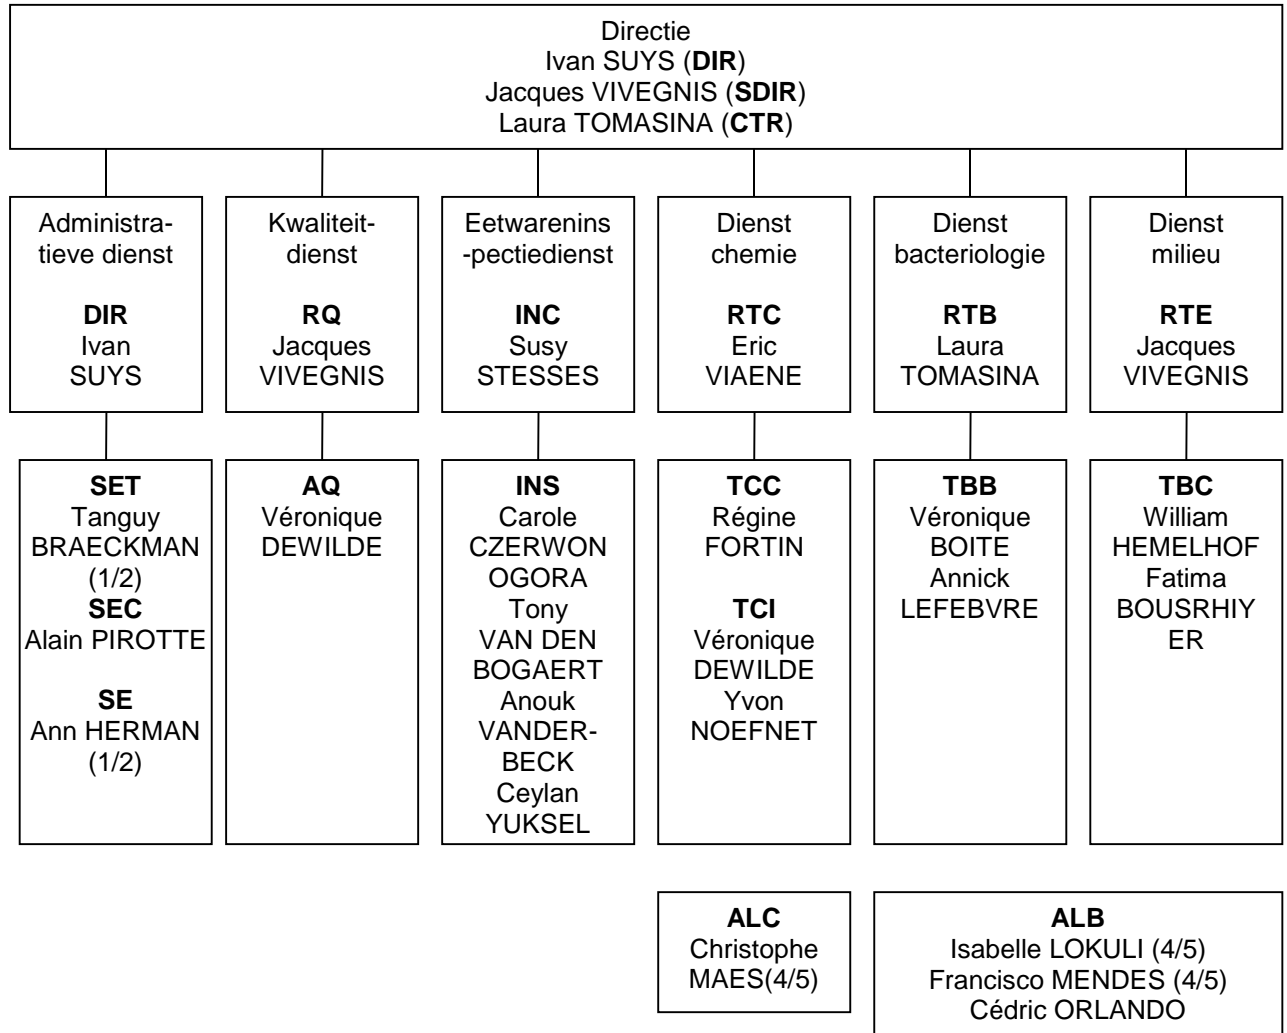 Directie
Ivan SUYS (DIR)
Jacques VIVEGNIS (SDIR)
Laura TOMASINA (CTR)
Administra-
tieve dienst
DIR
Ivan
SUYS
Kwaliteit-
dienst
RQ
Jacques
VIVEGNIS
Eetwarenins
-pectiedienst
INC
Susy
STESSES
Dienst
chemie
RTC
Eric
VIAENE
Dienst
bacteriologie
RTB
Laura
TOMASINA
Dienst
milieu
RTE
Jacques
VIVEGNIS
SET
Tanguy
BRAECKMAN
(1/2)
SEC
Alain PIROTTE
SE
Ann HERMAN
(1/2)
AQ
Véronique
DEWILDE
INS
Carole
CZERWON
OGORA
Tony
VAN DEN
BOGAERT
Anouk
VANDER-
BECK
Ceylan
YUKSEL
TCC
Régine
FORTIN
TCI
Véronique
DEWILDE
Yvon
NOEFNET
TBB
Véronique
BOITE
Annick
LEFEBVRE
TBC
William
HEMELHOF
Fatima
BOUSRHIY
ER
ALC
Christophe
MAES(4/5)
ALB
Isabelle LOKULI (4/5)
Francisco MENDES (4/5)
Cédric ORLANDO